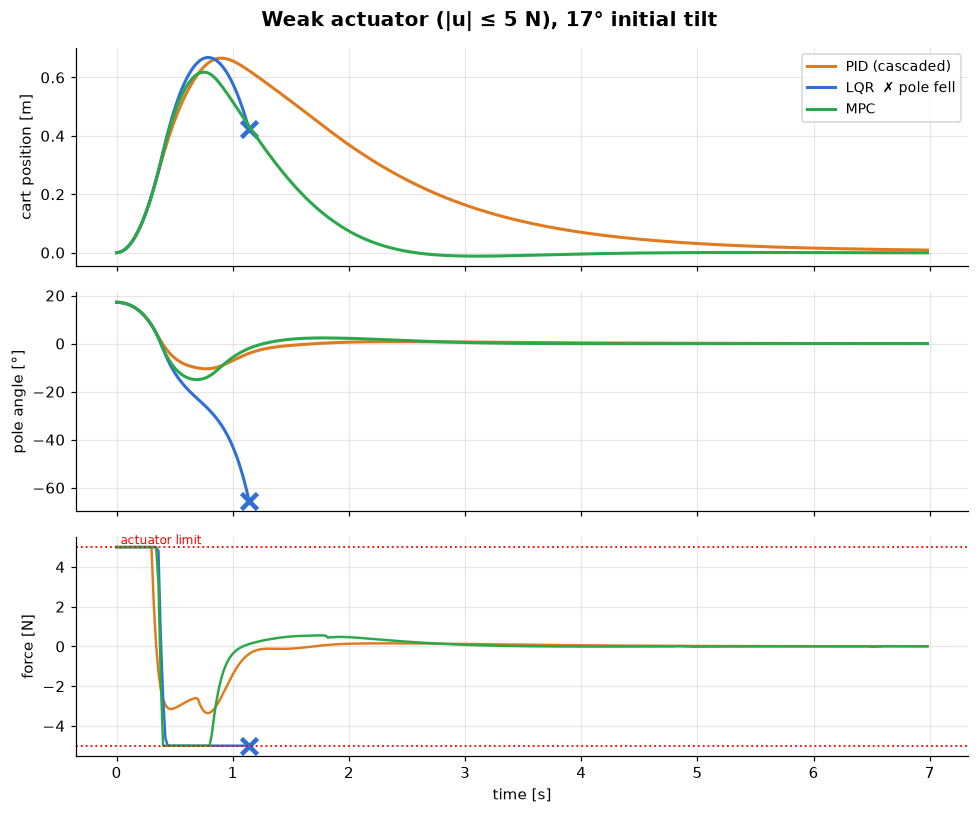 Weak actuator (|u| ≤ 5 N), 17° initial tilt
cart position [m]
0.6
0.4
0.2
0.0
PID (cascaded)
LQR ✗ pole fell
MPC
pole angle [°]
20
0
−20
−40
−60
force [N]
actuator limit
4
2
0
−2
−4
0 1 2 3 4 5 6 7
time [s]